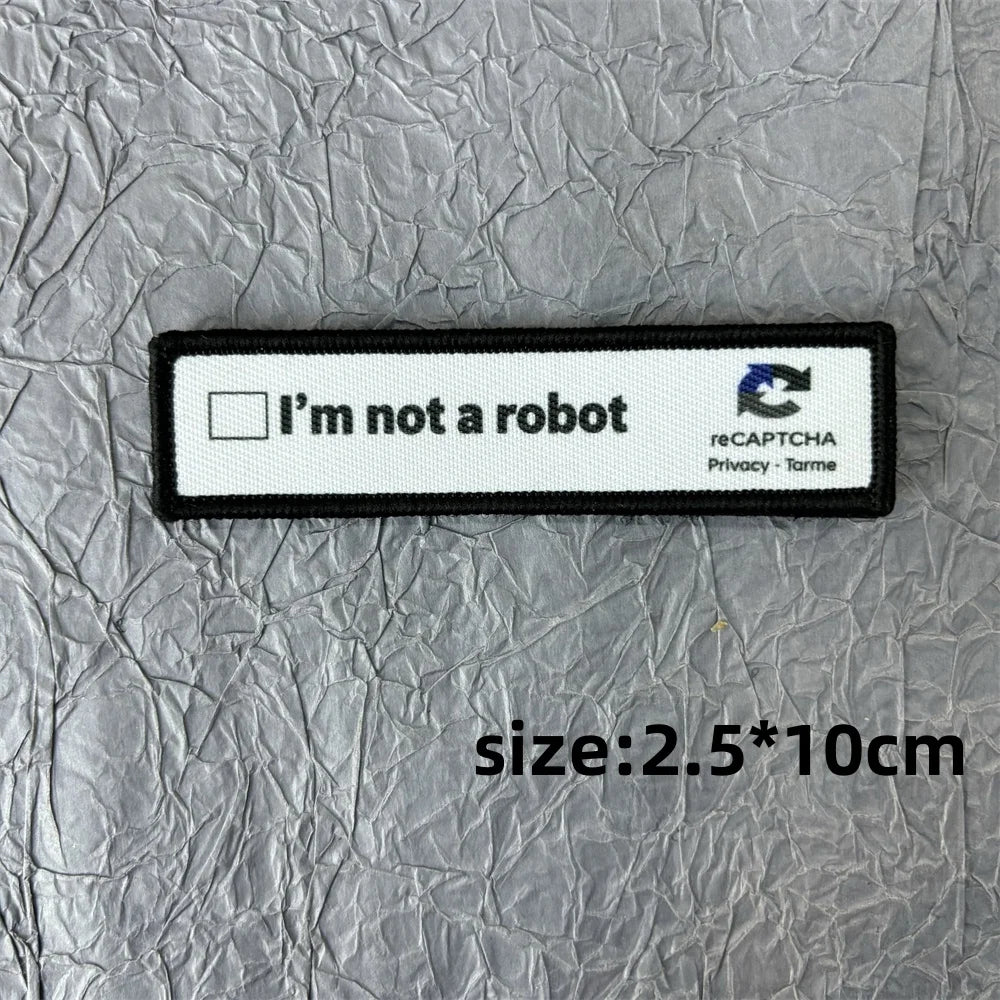 I'm not a robot
reCAPTCHA
Privacy - Tarme
size:2.5*10cm